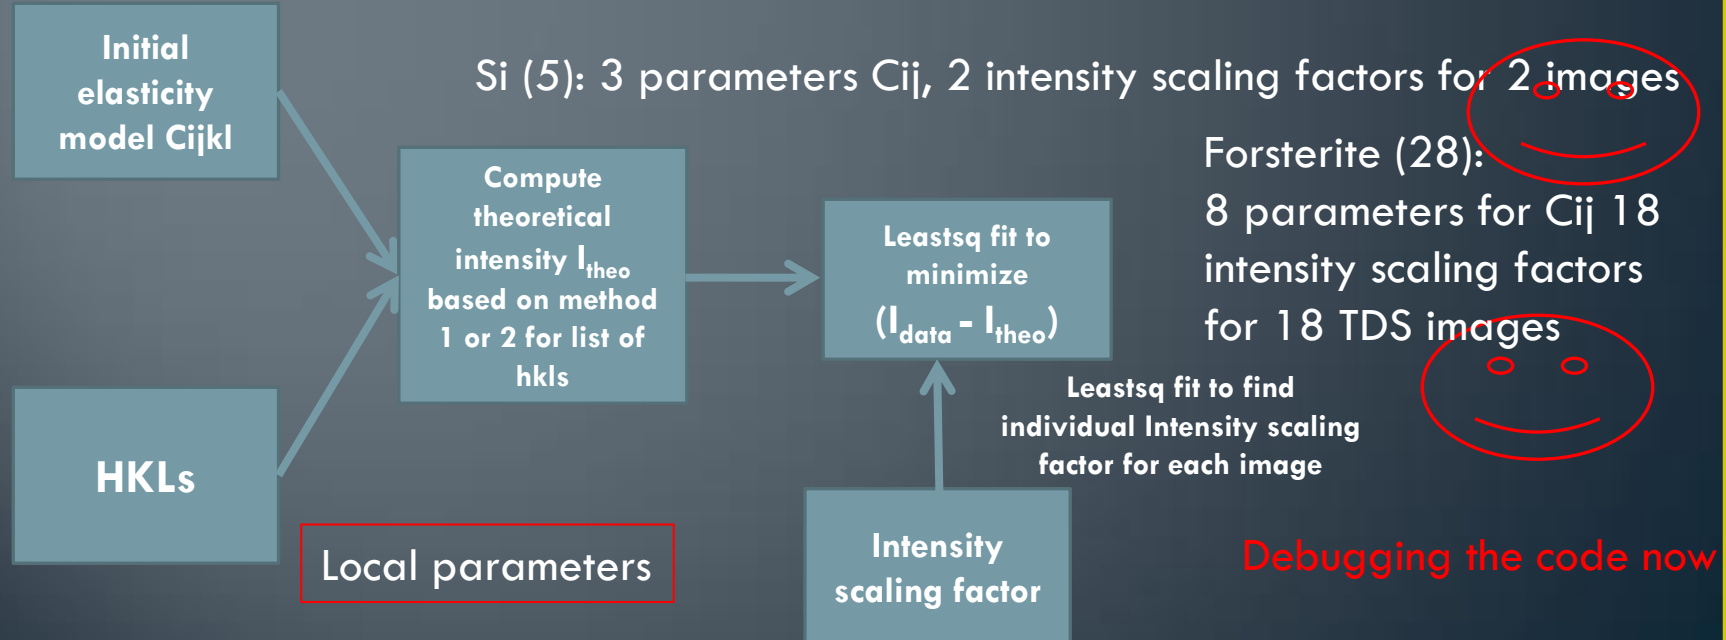 Initial
elasticity
model Cijkl
Si (5): 3 parameters Cij, 2 intensity scaling factors for 2 images
Forsterite (28):
8 parameters for Cij 18
intensity scaling factors
for 18 TDS images
Compute
theoretical
intensity Itheo
based on method
1 or 2 for list of
hkls
Leastsq fit to
minimize
(Idata - Itheo)
Leastsq fit to find
individual Intensity scaling
factor for each image
HKLs
Local parameters
Intensity
scaling factor
Debugging the code now